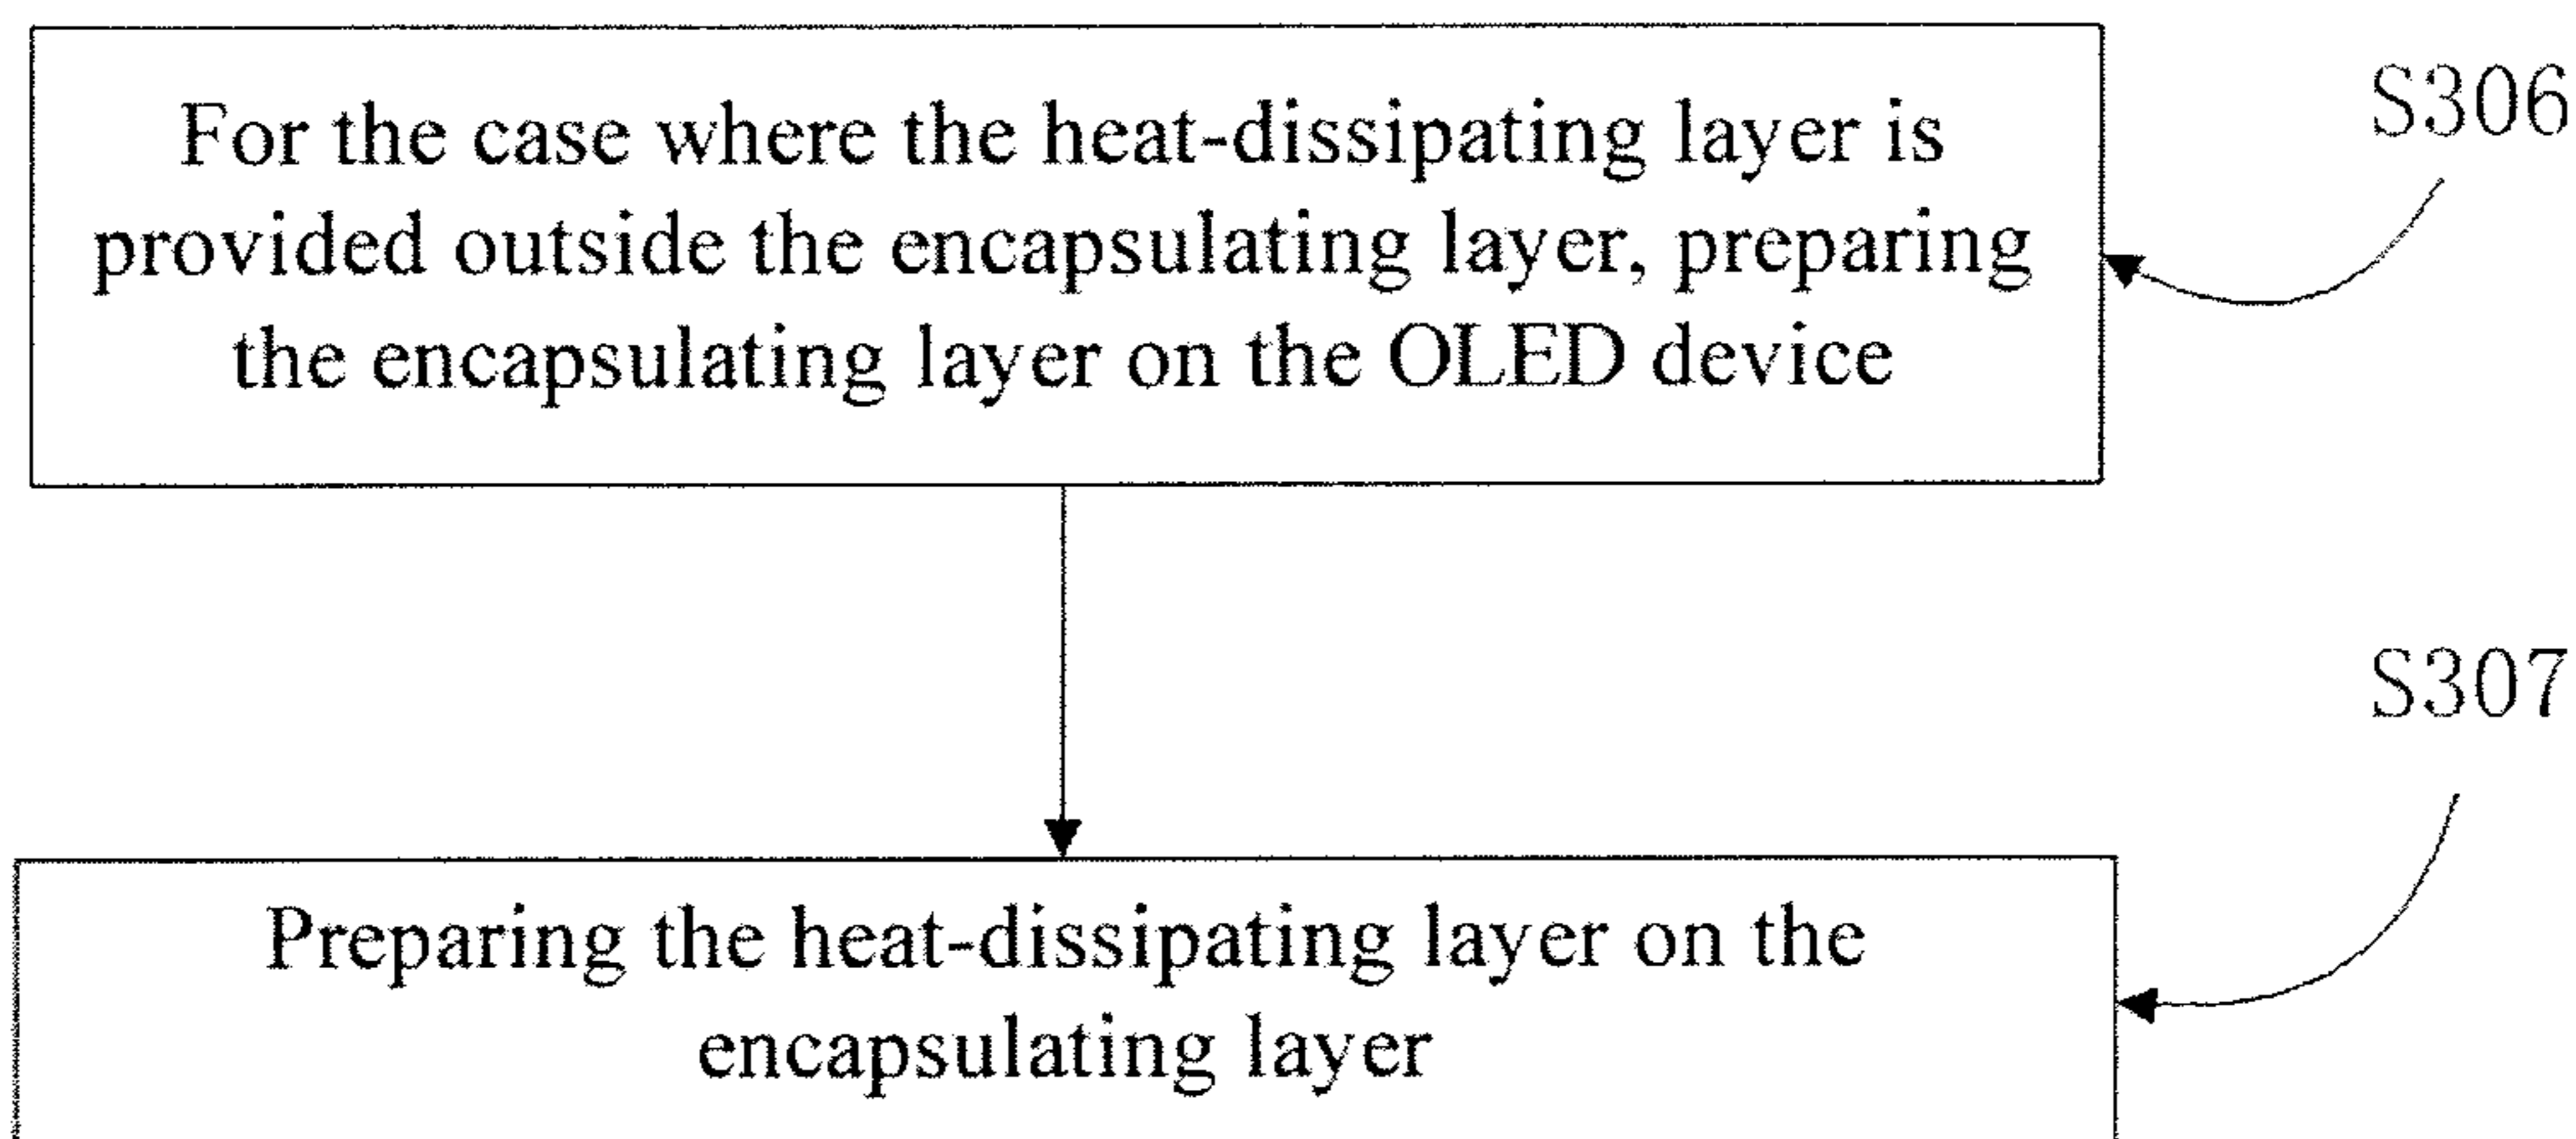 For the case where the heat-dissipating layer is
provided outside the encapsulating layer, preparing
the encapsulating layer on the OLED device
S306
S307
Preparing the heat-dissipating layer on the
encapsulating layer